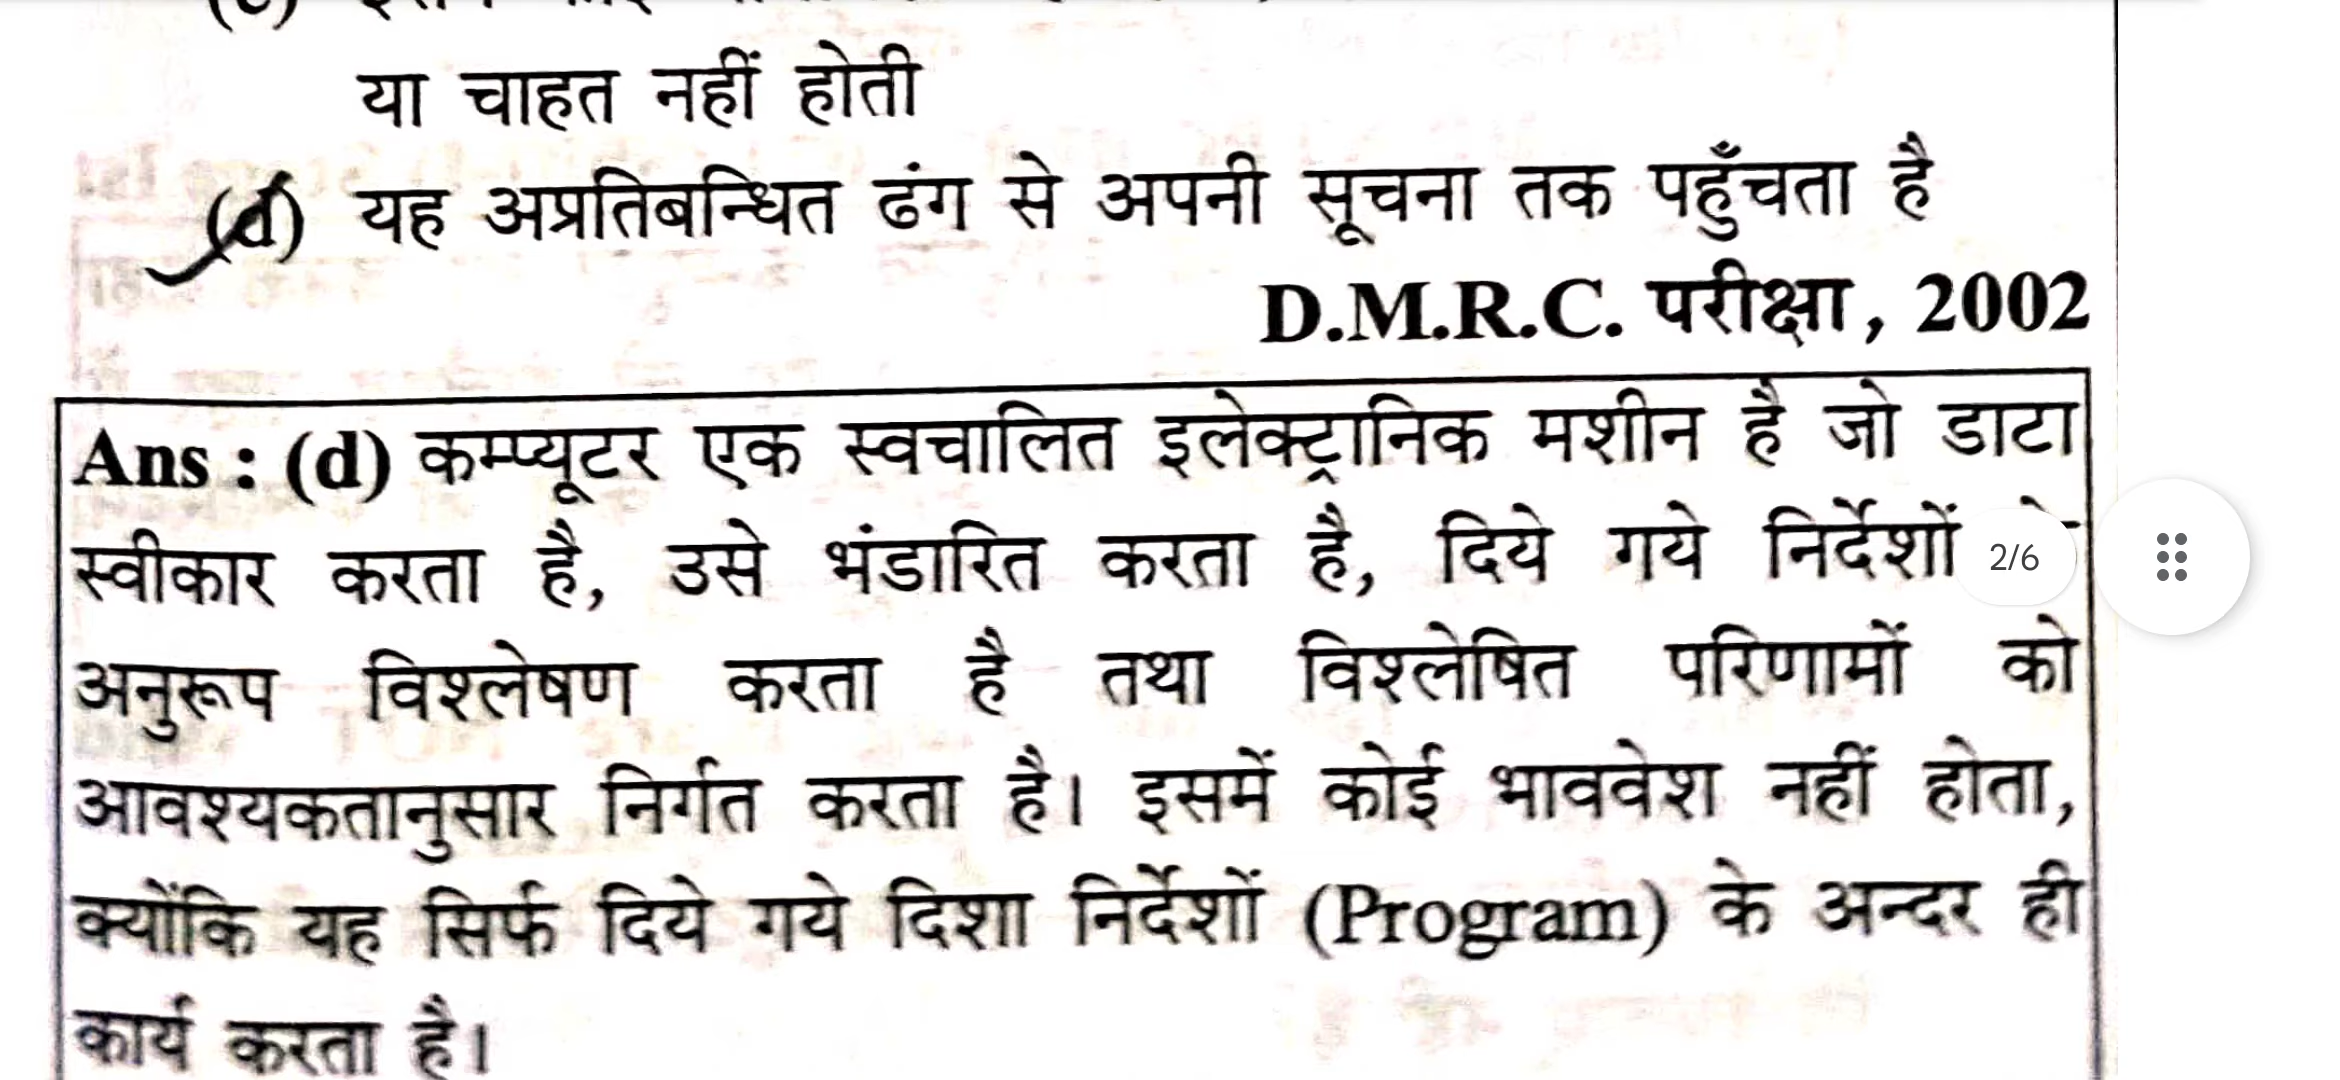 या चाहत नहीं होती
(d) यह अप्रतिबन्धित ढंग से अपनी सूचना तक पहुँचता है
D.M.R.C. परीक्षा, 2002
Ans : (d) कम्प्यूटर एक स्वचालित इलेक्ट्रानिक मशीन है जो डाटा
स्वीकार करता है, उसे भंडारित करता है, दिये गये निर्देशों
2/6
अनुरूप विश्लेषण करता है तथा विश्लेषित परिणामों को
आवश्यकतानुसार निर्गत करता है। इसमें कोई भाववेश नहीं होता,
क्योंकि यह सिर्फ दिये गये दिशा निर्देशों (Program) के अन्दर ही
कार्य करता है।